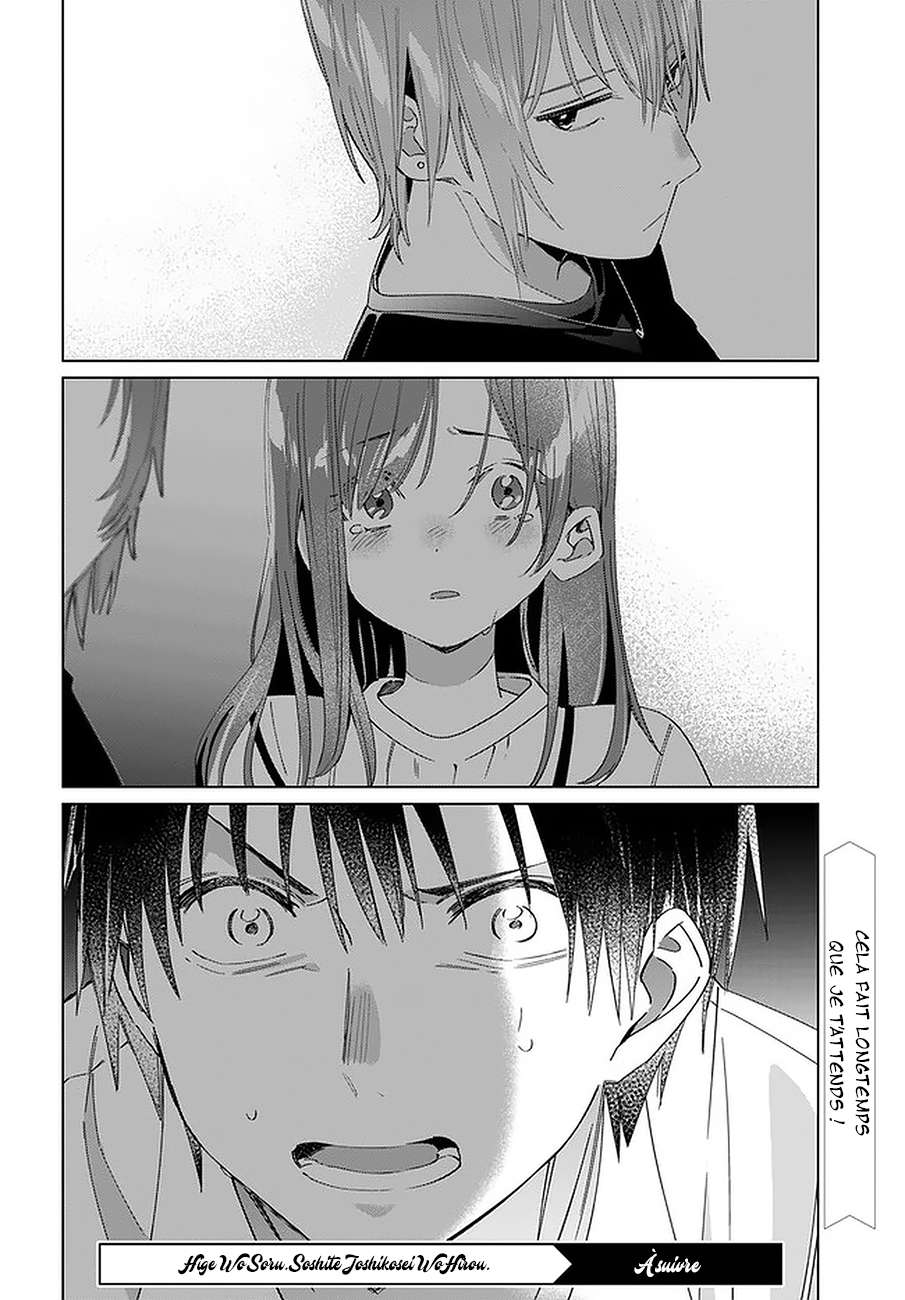 CELA FAIT LONGTEMPS
QUE JE T'ATTENDS !
Hige Wo Soru. Soshite Joshikosei Wo Hirou.
À suivre